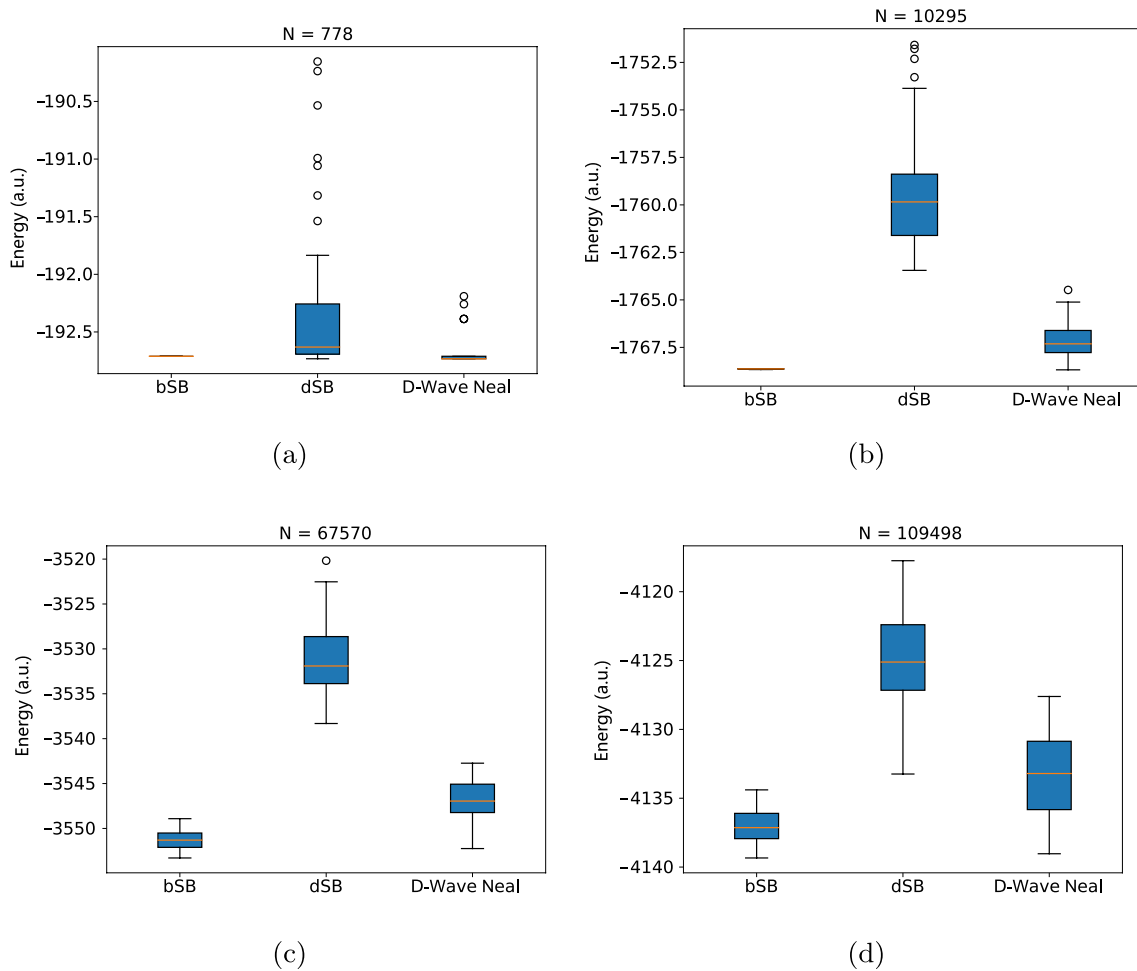 N = 778
−190.5
−191.0
−191.5
−192.0
−192.5
Energy (a.u.)
bSB dSB D-Wave Neal
(a)
N = 10295
−1752.5
−1755.0
−1757.5
−1760.0
−1762.5
−1765.0
−1767.5
Energy (a.u.)
bSB dSB D-Wave Neal
(b)
N = 67570
−3520
−3525
−3530
−3535
−3540
−3545
−3550
Energy (a.u.)
bSB dSB D-Wave Neal
(c)
N = 109498
−4120
−4125
−4130
−4135
−4140
Energy (a.u.)
bSB dSB D-Wave Neal
(d)